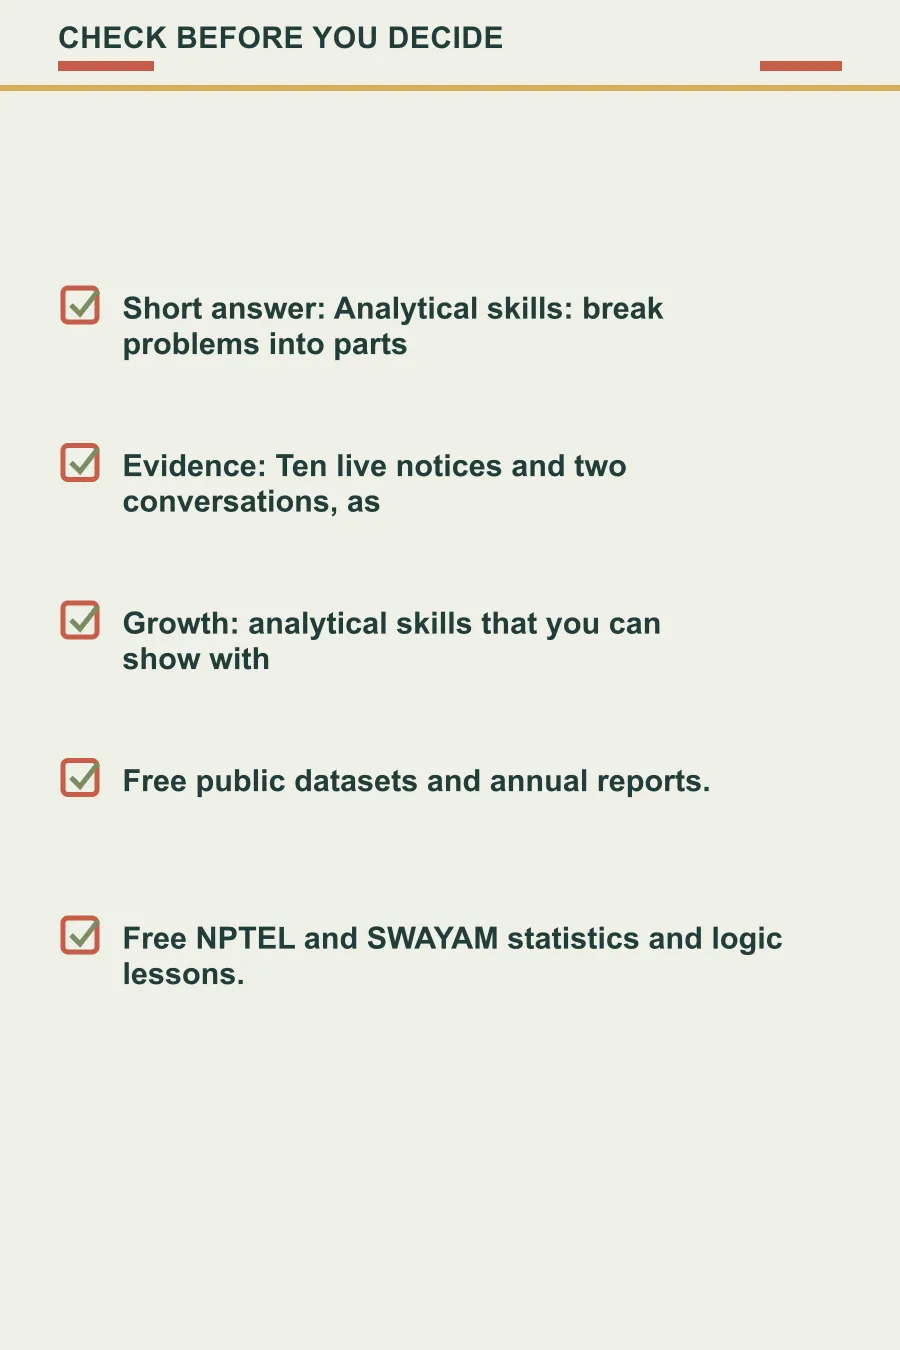 CHECK BEFORE YOU DECIDE
Short answer: Analytical skills: break
problems into parts
Evidence: Ten live notices and two
conversations, as
Growth: analytical skills that you can
show with
Free public datasets and annual reports.
Free NPTEL and SWAYAM statistics and logic
lessons.